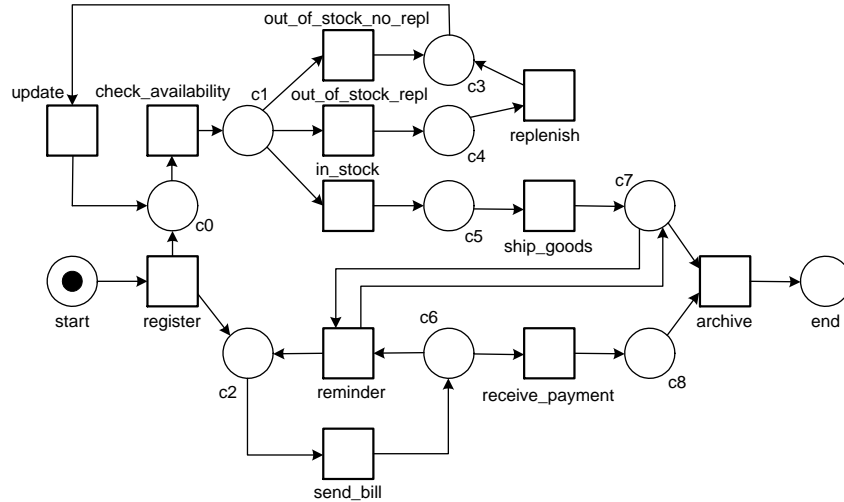 out_of_stock_no_repl
update
check_availability
c1
out_of_stock_repl
c3
replenish
c4
in_stock
c7
c0
c5
ship_goods
start
register
c6
archive
end
c2
reminder
receive_payment
c8
send_bill